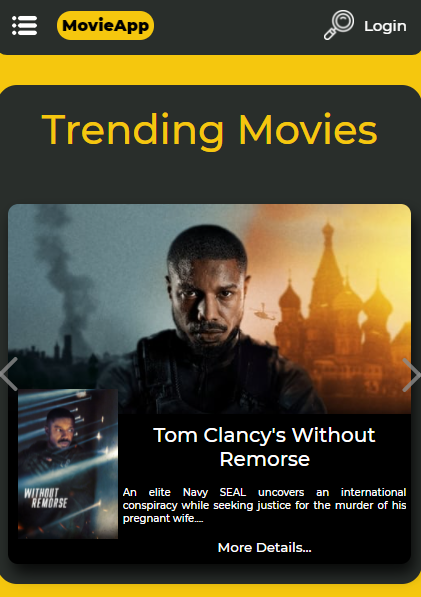 MovieApp
Login
Trending Movies
Tom Clancy's Without
Remorse
An elite Navy SEAL uncovers an international
conspiracy while seeking justice for the murder of his
pregnant wife....
WITHOUT
REMORSE
More Details...